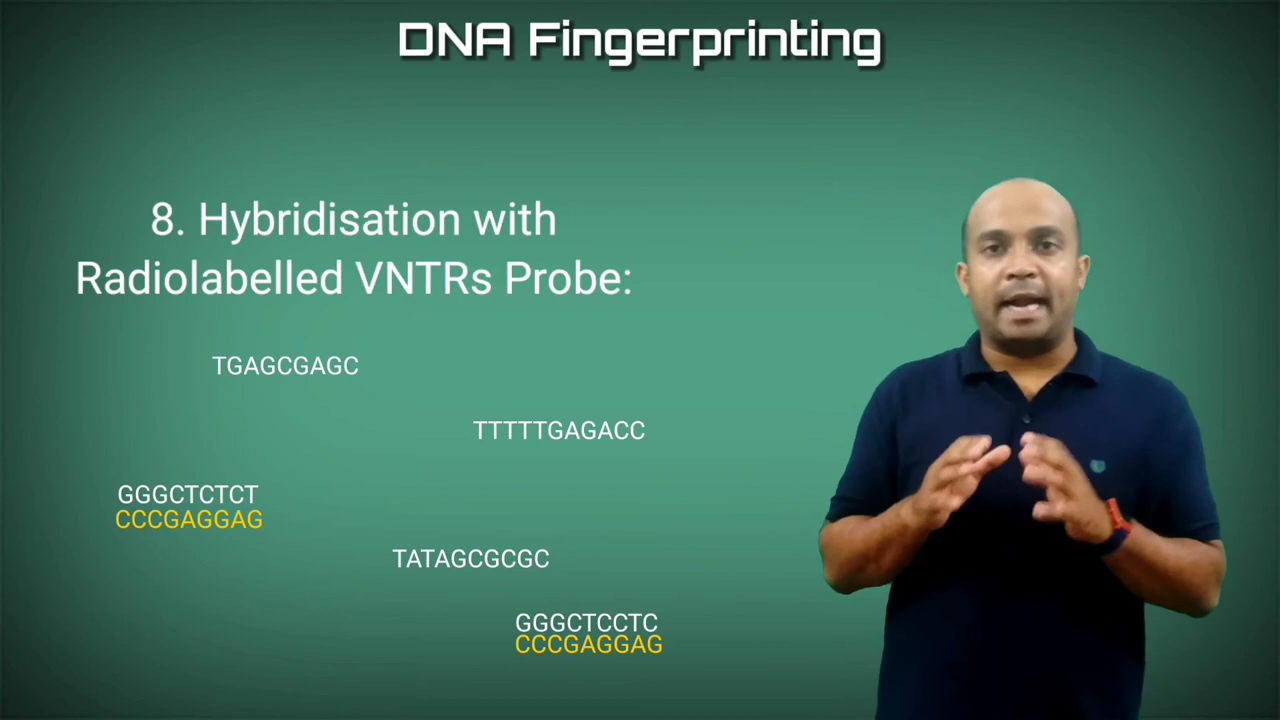 DNA Fingerprinting
8. Hybridisation with
Radiolabelled VNTRs Probe:
TGAGCGAGC
TTTTTGAGACC
GGGCTCTCT
CCCGAGGAG
TATAGCGCGC
GGGCTCCTC
CCCGAGGAG